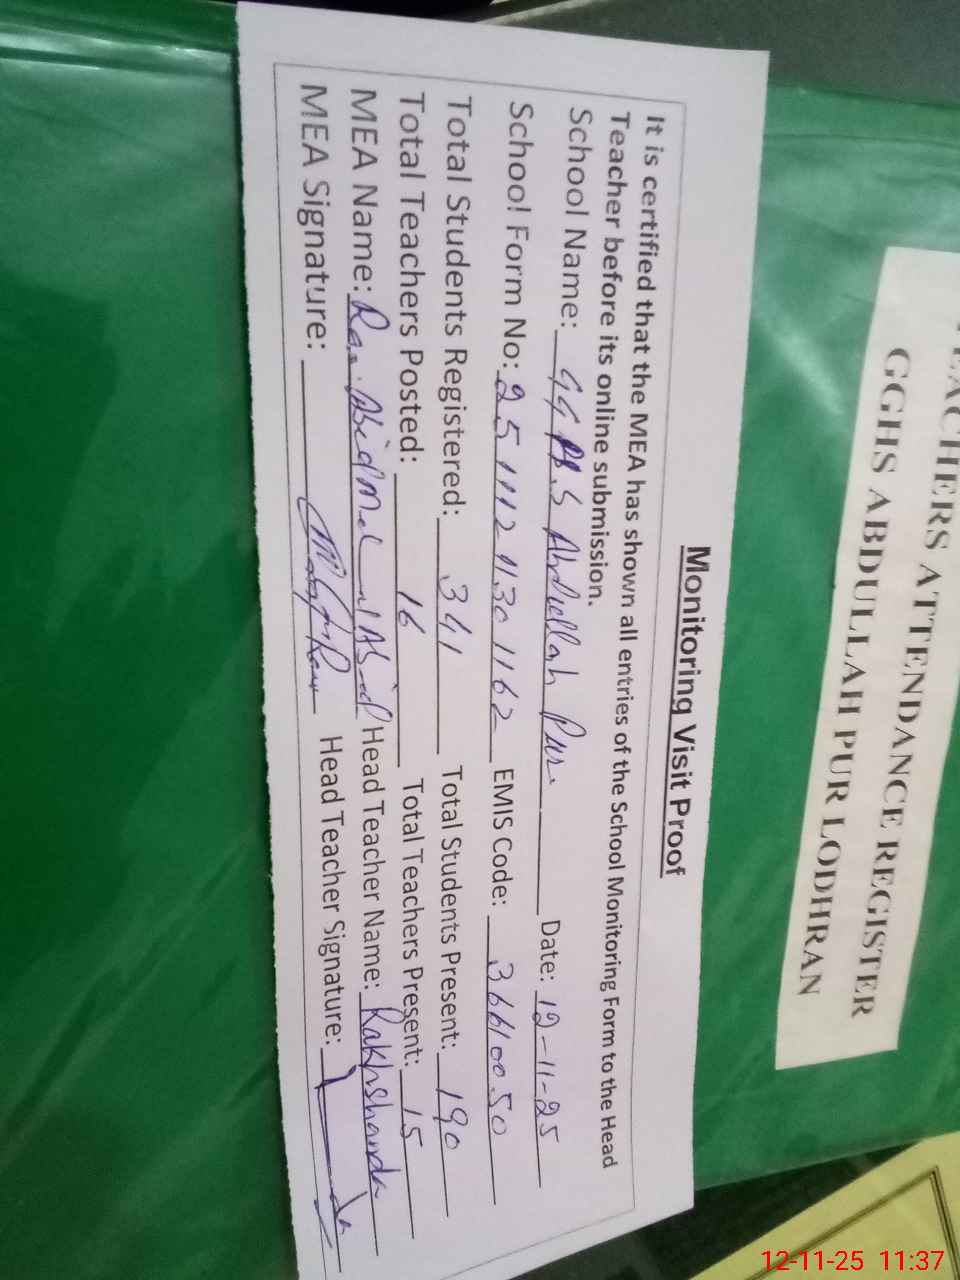 TEACHERS ATTENDANCE REGISTER
GGHS ABDULLAH PUR LODHRAN
Monitoring Visit Proof
It is certified that the MEA has shown all entries of the School Monitoring Form to the Head
Teacher before its online submission.
School Name: Abdullah Pur. Date: 12-11-25
School Form No: EMIS Code: 36610050
Total Students Registered: 341 Total Students Present: 190
Total Teachers Posted: 16 Total Teachers Present: 15
MEA Name: Head Teacher Name: Rakhshanda
MEA Signature: Head Teacher Signature:
12-11-25 11:37